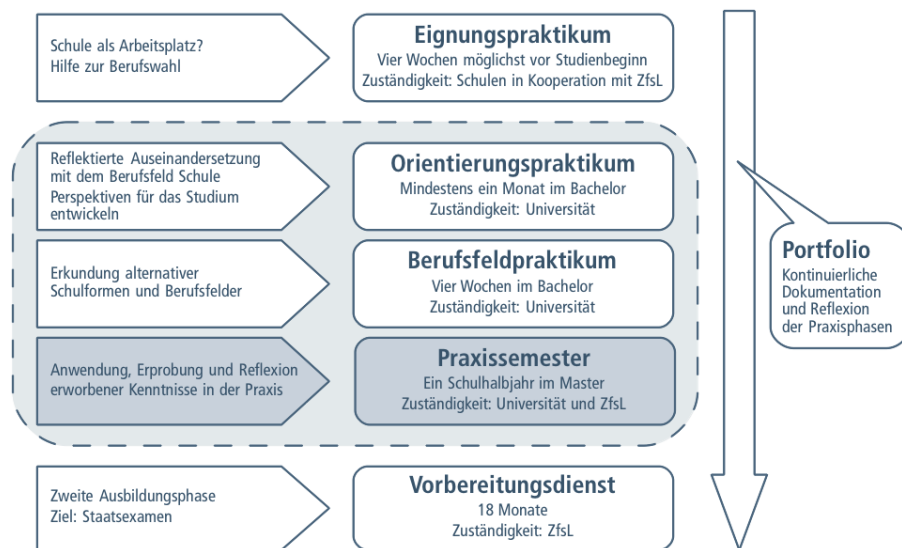 Schule als Arbeitsplatz?
Hilfe zur Berufswahl
Eignungspraktikum
Vier Wochen möglichst vor Studienbeginn
Zuständigkeit: Schulen in Kooperation mit ZfsL
Reflektierte Auseinandersetzung
mit dem Berufsfeld Schule
Perspektiven für das Studium
entwickeln
Orientierungspraktikum
Mindestens ein Monat im Bachelor
Zuständigkeit: Universität
Erkundung alternativer
Schulformen und Berufsfelder
Berufsfeldpraktikum
Vier Wochen im Bachelor
Zuständigkeit: Universität
Anwendung, Erprobung und Reflexion
erworbener Kenntnisse in der Praxis
Praxissemester
Ein Schulhalbjahr im Master
Zuständigkeit: Universität und ZfsL
Zweite Ausbildungsphase
Ziel: Staatsexamen
Vorbereitungsdienst
18 Monate
Zuständigkeit: ZfsL
Portfolio
Kontinuierliche
Dokumentation
und Reflexion
der Praxisphasen